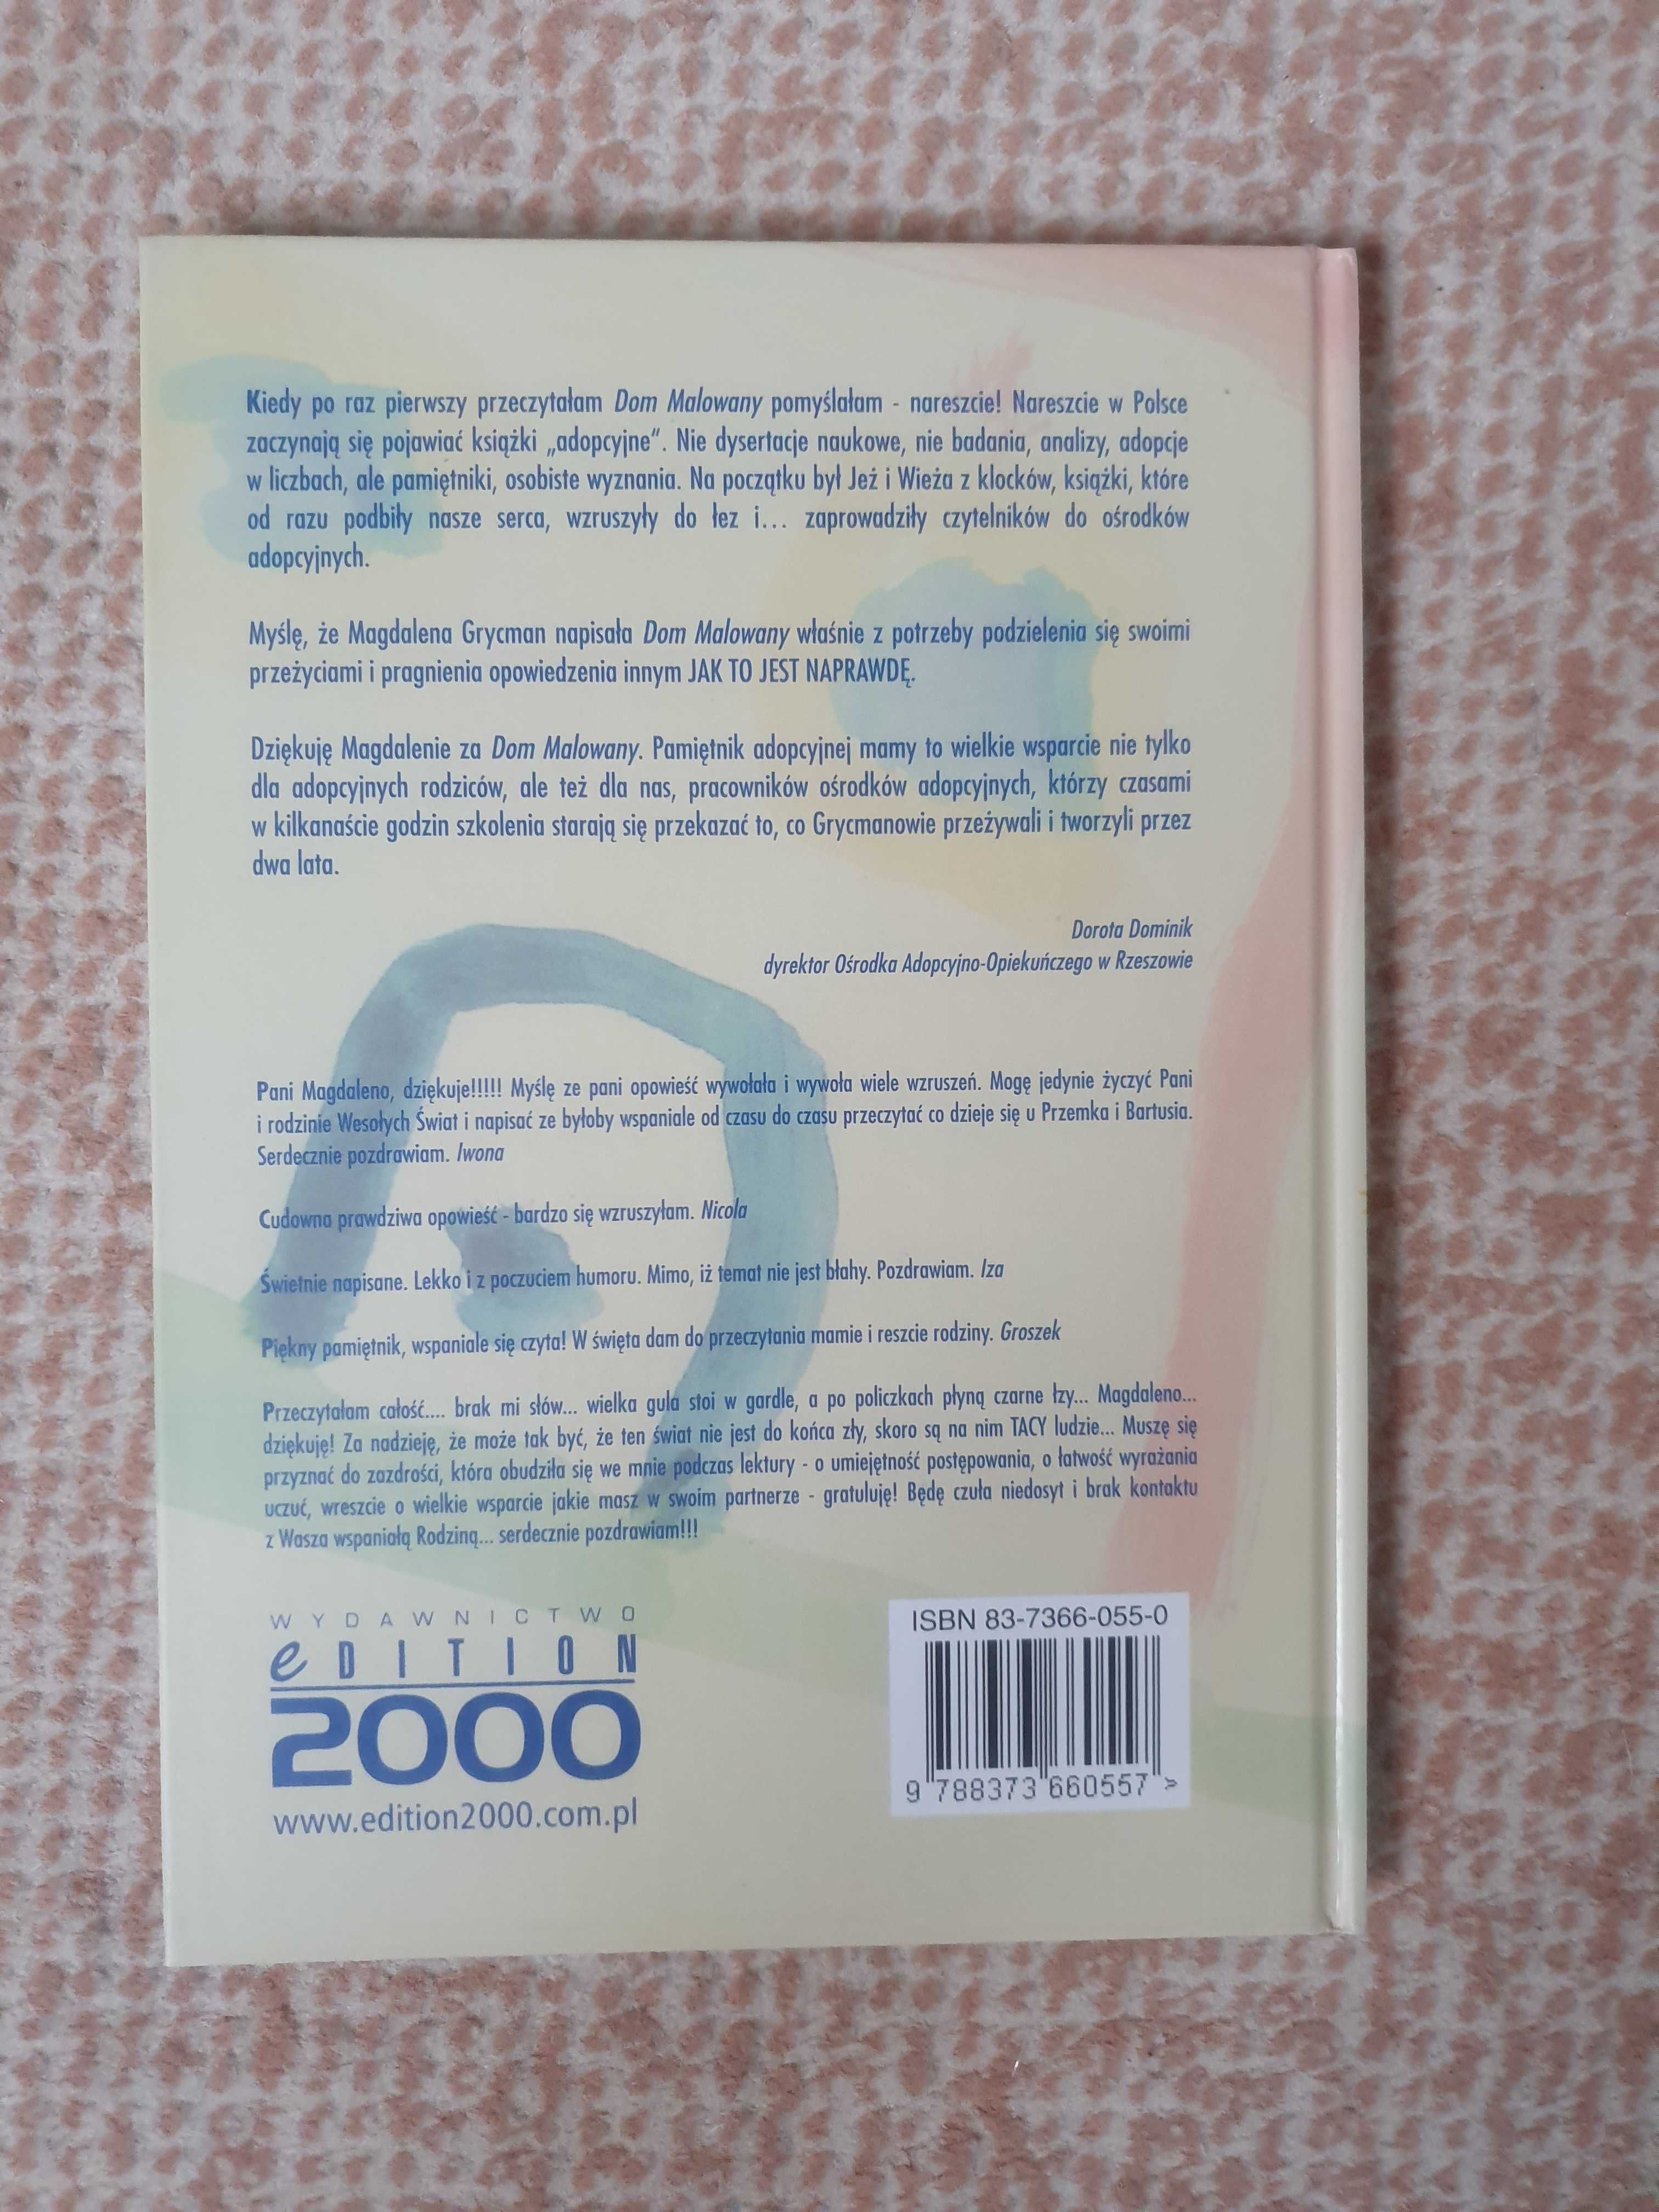 Kiedy po raz pierwszy przeczytałam Dom Malowany pomyślałam - nareszcie! Nareszcie w Polsce
zaczynają się pojawiać książki „adopcyjne”. Nie dysertacje naukowe, nie badania, analizy, adopcje
w liczbach, ale pamiętniki, osobiste wyznania. Na początku był Jeż i Wieża z klocków, książki, które
od razu podbiły nasze serca, wzruszyły do łez i... zaprowadziły czytelników do ośrodków
adopcyjnych.
Myślę, że Magdalena Grycman napisała Dom Malowany właśnie z potrzeby podzielenia się swoimi
przeżyciami i pragnienia opowiedzenia innym JAK TO JEST NAPRAWDĘ.
Dziękuję Magdalenie za Dom Malowany. Pamiętnik adopcyjnej mamy to wielkie wsparcie nie tylko
dla adopcyjnych rodziców, ale też dla nas, pracowników ośrodków adopcyjnych, którzy czasami
w kilkanaście godzin szkolenia starają się przekazać to, co Grycmanowie przeżywali i tworzyli przez
dwa lata.
Dorota Dominik
dyrektor Ośrodka Adopcyjno-Opiekuńczego w Rzeszowie
Pani Magdaleno, dziękuje!!!!! Myślę ze pani opowieść wywołała i wywoła wiele wzruszeń. Mogę jedynie życzyć Pani
i rodzinie Wesołych Świat i napisać ze byłoby wspaniale od czasu do czasu przeczytać co dzieje się u Przemka i Bartusia.
Serdecznie pozdrawiam. Iwona
Cudowna prawdziwa opowieść - bardzo się wzruszyłam. Nicola
Świetnie napisane. Lekko i z poczuciem humoru. Mimo, iż temat nie jest błahy. Pozdrawiam. Iza
Piękny pamiętnik, wspaniale się czyta! W święta dam do przeczytania mamie i reszcie rodziny. Groszek
Przeczytałam całość.... brak mi słów... wielka gula stoi w gardle, a po policzkach płyną czarne łzy... Magdaleno...
dziękuję! Za nadzieję, że może tak być, że ten świat nie jest do końca zły, skoro są na nim TACY ludzie... Muszę się
przyznać do zazdrości, która obudziła się we mnie podczas lektury - o umiejętność postępowania, o łatwość wyrażania
uczuć, wreszcie o wielkie wsparcie jakie masz w swoim partnerze - gratuluję! Będę czuła niedosyt i brak kontaktu
z Wasza wspaniałą Rodziną... serdecznie pozdrawiam!!!
WYDAWNICTWO
eDITION
2000
www.edition2000.com.pl
ISBN 83-7366-055-0
9 788373 660557 >